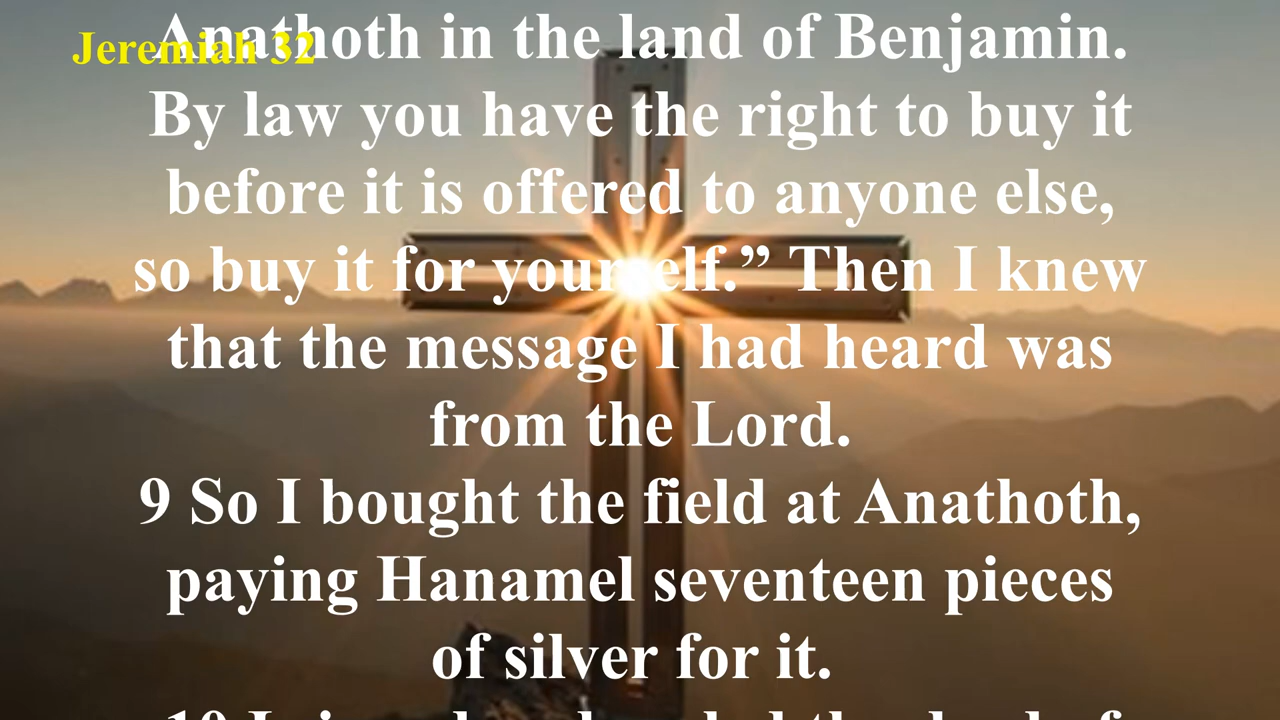 Jeremiah 32
Anathoth in the land of Benjamin.
By law you have the right to buy it
before it is offered to anyone else,
so buy it for yourself.” Then I knew
that the message I had heard was
from the Lord.
9 So I bought the field at Anathoth,
paying Hanamel seventeen pieces
of silver for it.
10 I